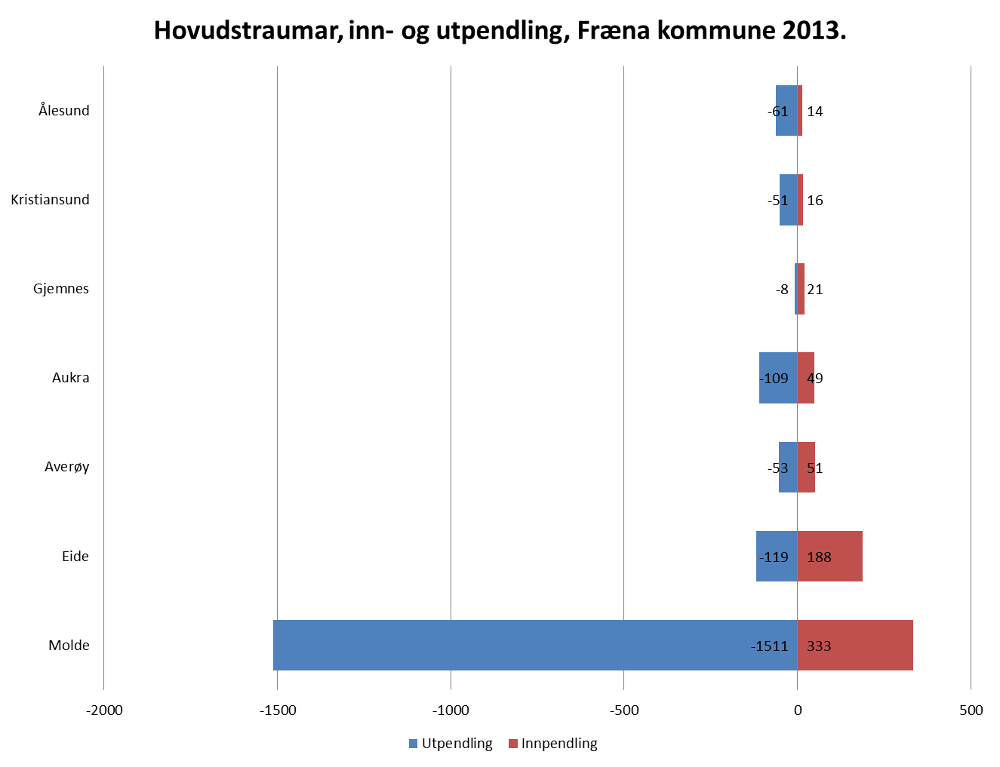 Hovudstraumar, inn- og utpendling, Fræna kommune 2013.
Ålesund -61 14
Kristiansund -51 16
Gjemnes -8 21
Aukra -109 49
Averøy -53 51
Eide -119 188
Molde -1511 333
-2000 -1500 -1000 -500 0 500
Utpendling Innpendling